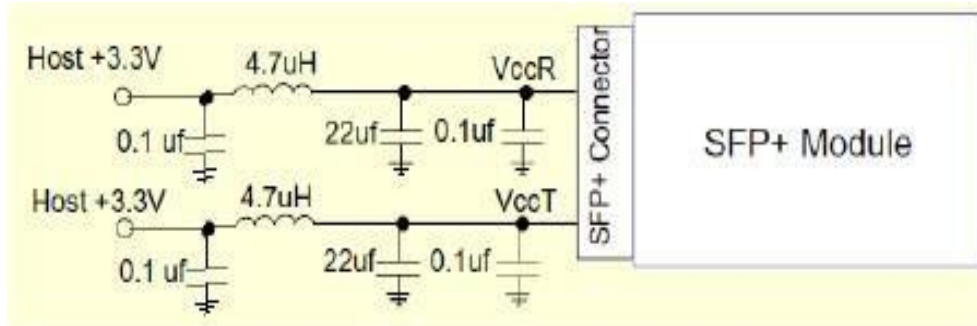 Host +3.3V
4.7uH
VccR
0.1 uf
22uf
0.1uf
Host +3.3V
4.7uH
VccT
0.1 uf
22uf
0.1uf
SFP+ Connector
SFP+ Module